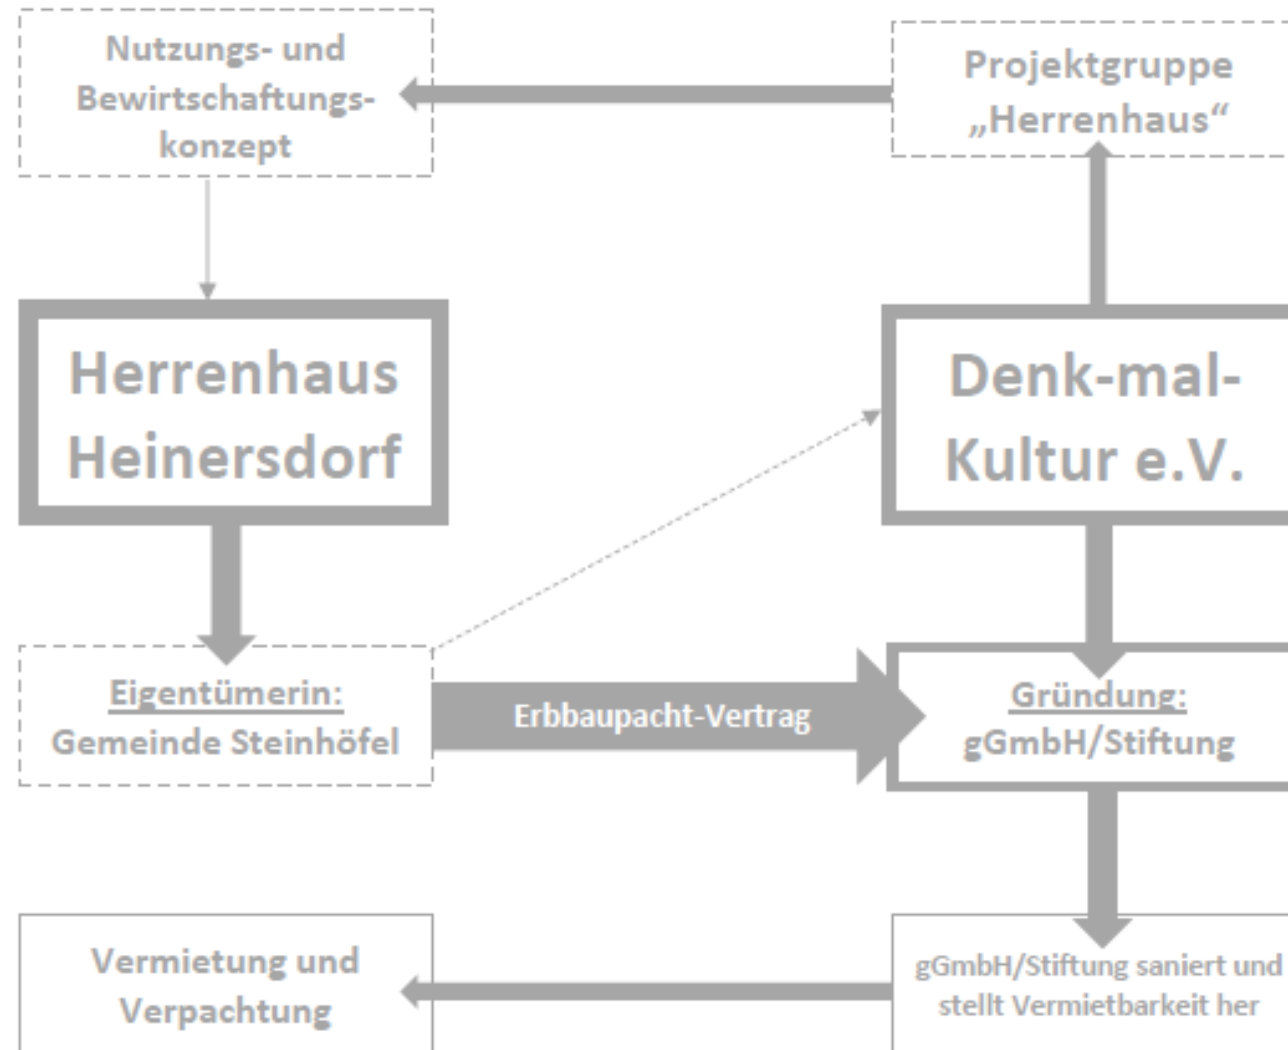 Nutzungs- und
Bewirtschaftungs-
konzept
Projektgruppe
„Herrenhaus“
Herrenhaus
Heinersdorf
Denk-mal-
Kultur e.V.
Eigentümerin:
Gemeinde Steinhöfel
Erbbaupacht-Vertrag
Gründung:
gGmbH/Stiftung
Vermietung und
Verpachtung
gGmbH/Stiftung saniert und
stellt Vermietbarkeit her